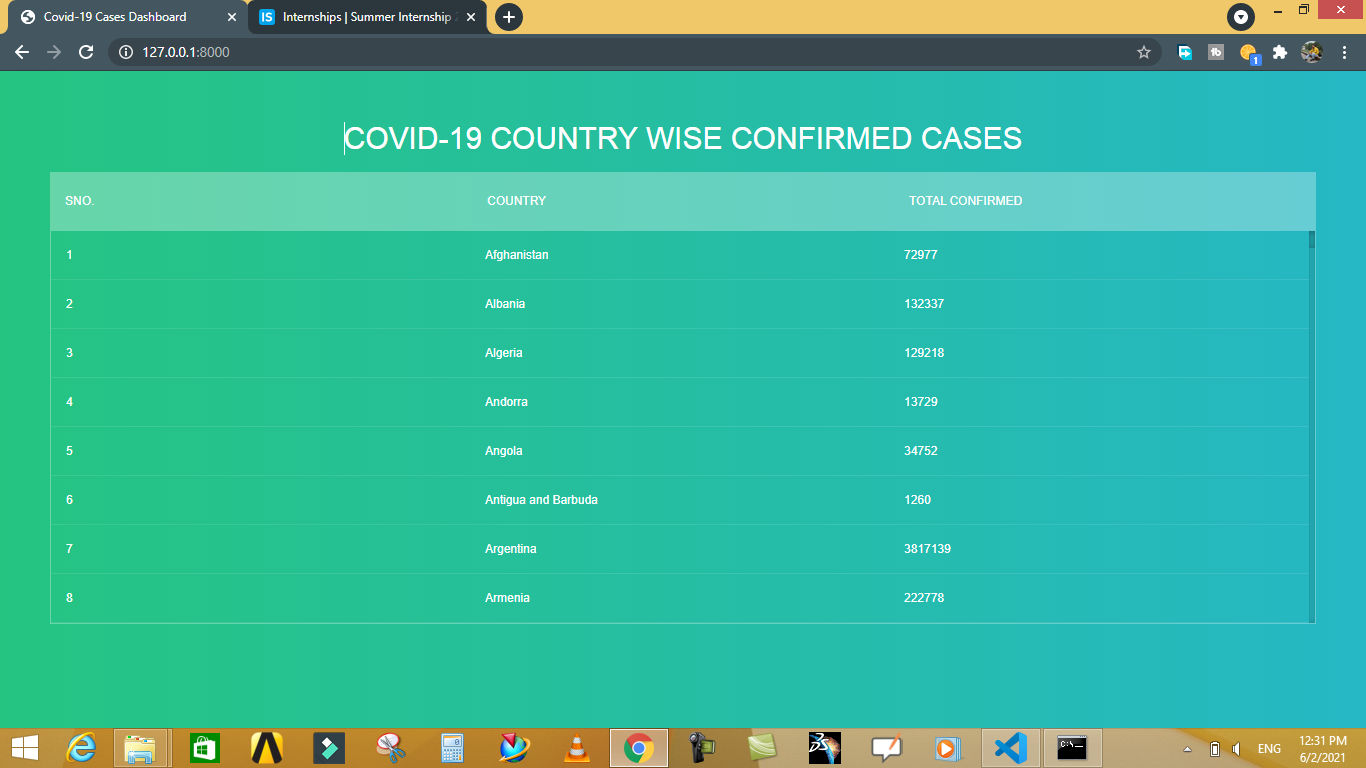 Covid-19 Cases Dashboard
Internships | Summer Internship
127.0.0.1:8000
1
COVID-19 COUNTRY WISE CONFIRMED CASES
SNO. COUNTRY TOTAL CONFIRMED
1 Afghanistan 72977
2 Albania 132337
3 Algeria 129218
4 Andorra 13729
5 Angola 34752
6 Antigua and Barbuda 1260
7 Argentina 3817139
8 Armenia 222778
ENG
12:31 PM
6/2/2021